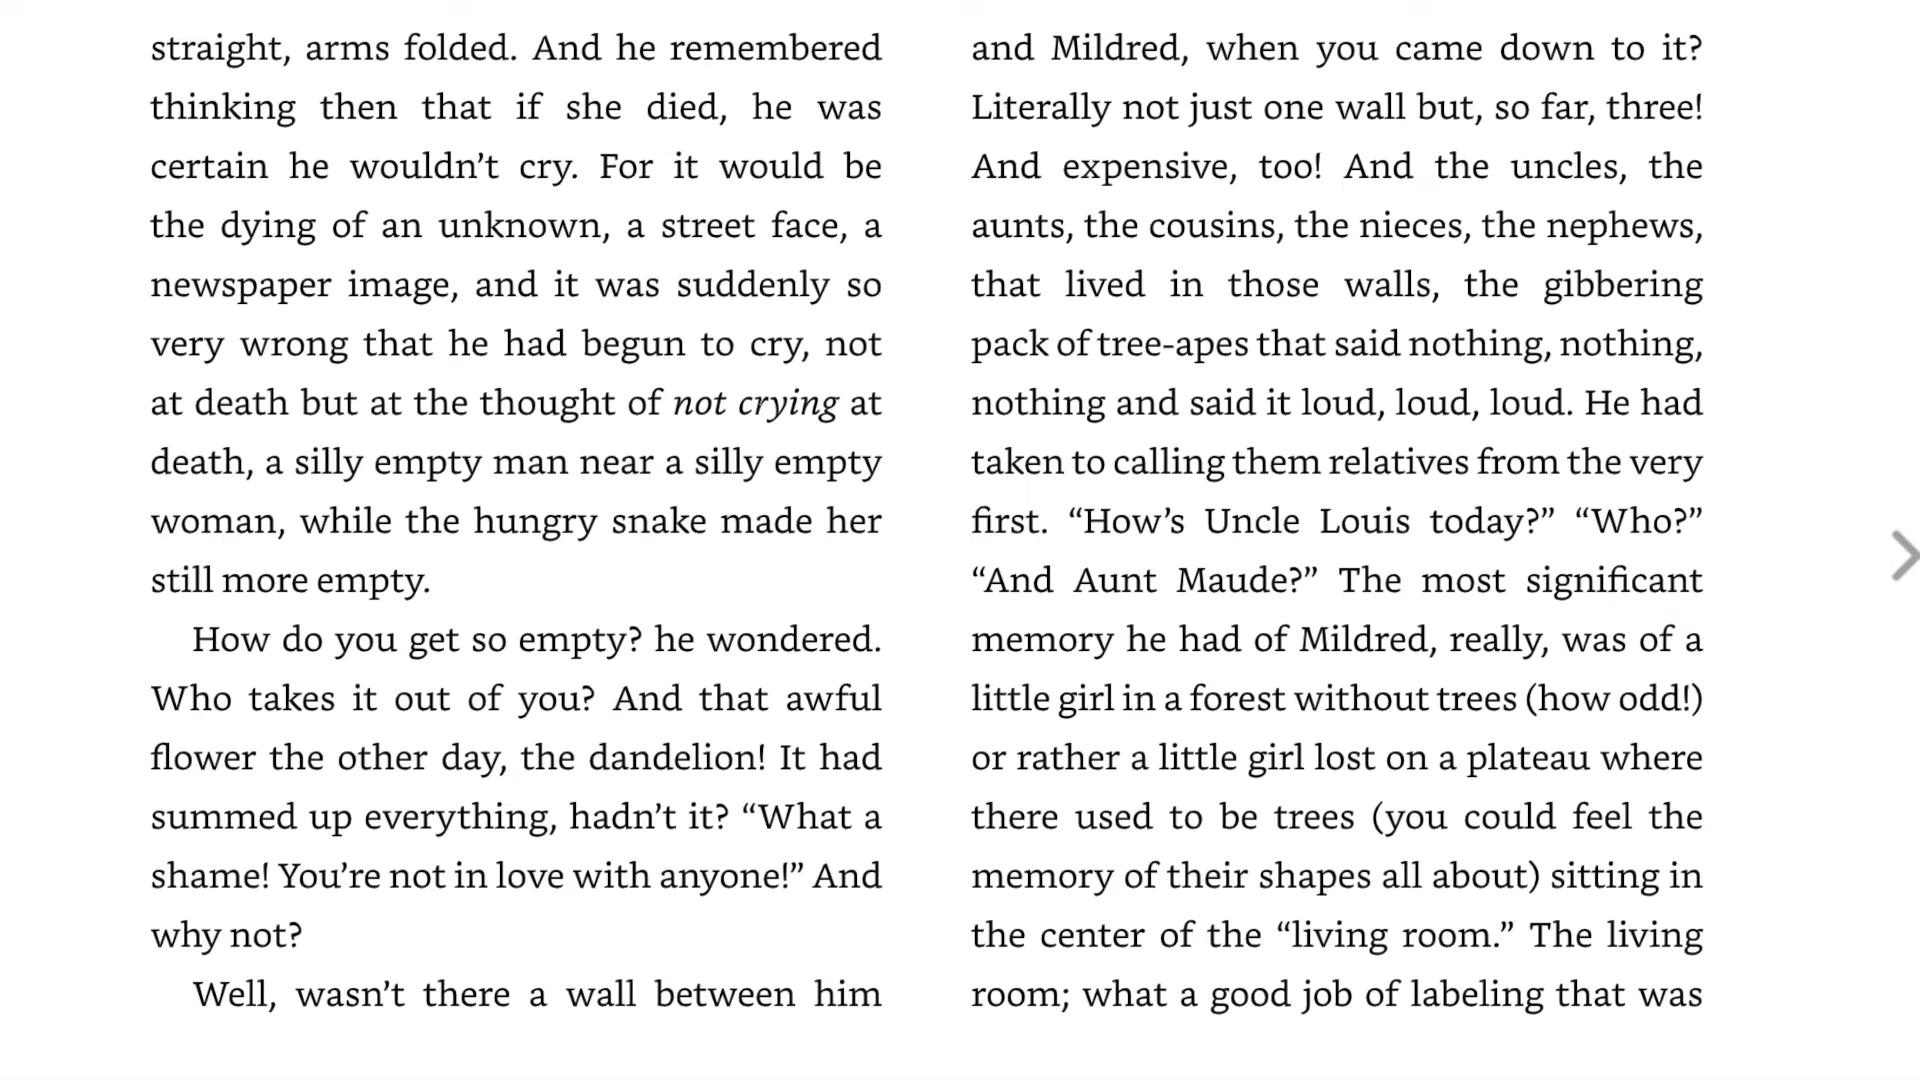 straight, arms folded. And he remembered
thinking then that if she died, he was
certain he wouldn’t cry. For it would be
the dying of an unknown, a street face, a
newspaper image, and it was suddenly so
very wrong that he had begun to cry, not
at death but at the thought of not crying at
death, a silly empty man near a silly empty
woman, while the hungry snake made her
still more empty.
How do you get so empty? he wondered.
Who takes it out of you? And that awful
flower the other day, the dandelion! It had
summed up everything, hadn’t it? “What a
shame! You’re not in love with anyone!” And
why not?
Well, wasn’t there a wall between him
and Mildred, when you came down to it?
Literally not just one wall but, so far, three!
And expensive, too! And the uncles, the
aunts, the cousins, the nieces, the nephews,
that lived in those walls, the gibbering
pack of tree-apes that said nothing, nothing,
nothing and said it loud, loud, loud. He had
taken to calling them relatives from the very
first. “How’s Uncle Louis today?” “Who?”
“And Aunt Maude?” The most significant
memory he had of Mildred, really, was of a
little girl in a forest without trees (how odd!)
or rather a little girl lost on a plateau where
there used to be trees (you could feel the
memory of their shapes all about) sitting in
the center of the “living room.” The living
room; what a good job of labeling that was